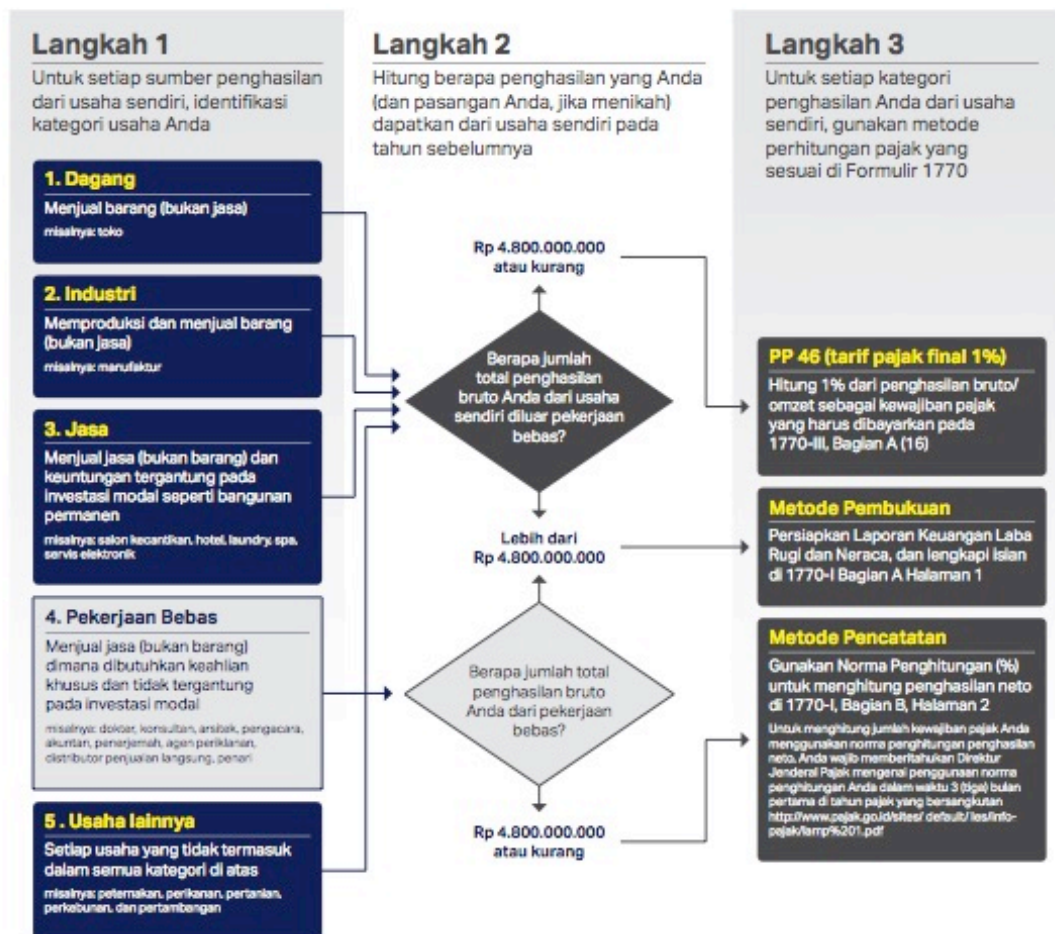 Langkah 1
Untuk setiap sumber penghasilan
dari usaha sendiri, identifikasi
kategori usaha Anda
1. Dagang
Menjual barang (bukan jasa)
misalnya: toko
2. Industri
Memproduksi dan menjual barang
(bukan jasa)
misalnya: manufaktur
3. Jasa
Menjual jasa (bukan barang) dan
keuntungan tergantung pada
investasi modal seperti bangunan
permanen
misalnya: salon kecantikan, hotel, laundry, spa,
servis elektronik
4. Pekerjaan Bebas
Menjual jasa (bukan barang)
dimana dibutuhkan keahlian
khusus dan tidak tergantung
pada investasi modal
misalnya: dokter, konsultan, arsitek, pengacara,
akuntan, penerjemah, agen periklanan,
distributor penjualan langsung, penari
5 . Usaha lainnya
Setiap usaha yang tidak termasuk
dalam semua kategori di atas
misalnya: peternakan, perikanan, pertanian,
perkebunan, dan pertambangan
Langkah 2
Hitung berapa penghasilan yang Anda
(dan pasangan Anda, jika menikah)
dapatkan dari usaha sendiri pada
tahun sebelumnya
Rp 4.800.000.000
atau kurang
Berapa jumlah
total penghasilan
bruto Anda dari usaha
sendiri diluar pekerjaan
bebas?
Lebih dari
Rp 4.800.000.000
Berapa jumlah total
penghasilan bruto
Anda dari pekerjaan
bebas?
Rp 4.800.000.000
atau kurang
Langkah 3
Untuk setiap kategori
penghasilan Anda dari usaha
sendiri, gunakan metode
perhitungan pajak yang
sesuai di Formulir 1770
PP 46 (tarif pajak final 1%)
Hitung 1% dari penghasilan bruto/
omzet sebagai kewajiban pajak
yang harus dibayarkan pada
1770-III, Bagian A (16)
Metode Pembukuan
Persiapkan Laporan Keuangan Laba
Rugi dan Neraca, dan lengkapi isian
di 1770-I Bagian A Halaman 1
Metode Pencatatan
Gunakan Norma Penghitungan (%)
untuk menghitung penghasilan neto
di 1770-I, Bagian B, Halaman 2
Untuk menghitung jumlah kewajiban pajak Anda
menggunakan norma penghitungan penghasilan
neto, Anda wajib memberitahukan Direktur
Jenderal Pajak mengenai penggunaan norma
penghitungan Anda dalam waktu 3 (tiga) bulan
pertama di tahun pajak yang bersangkutan
http://www.pajak.go.id/sites/ default/ les/info-
pajak/lamp%201.pdf